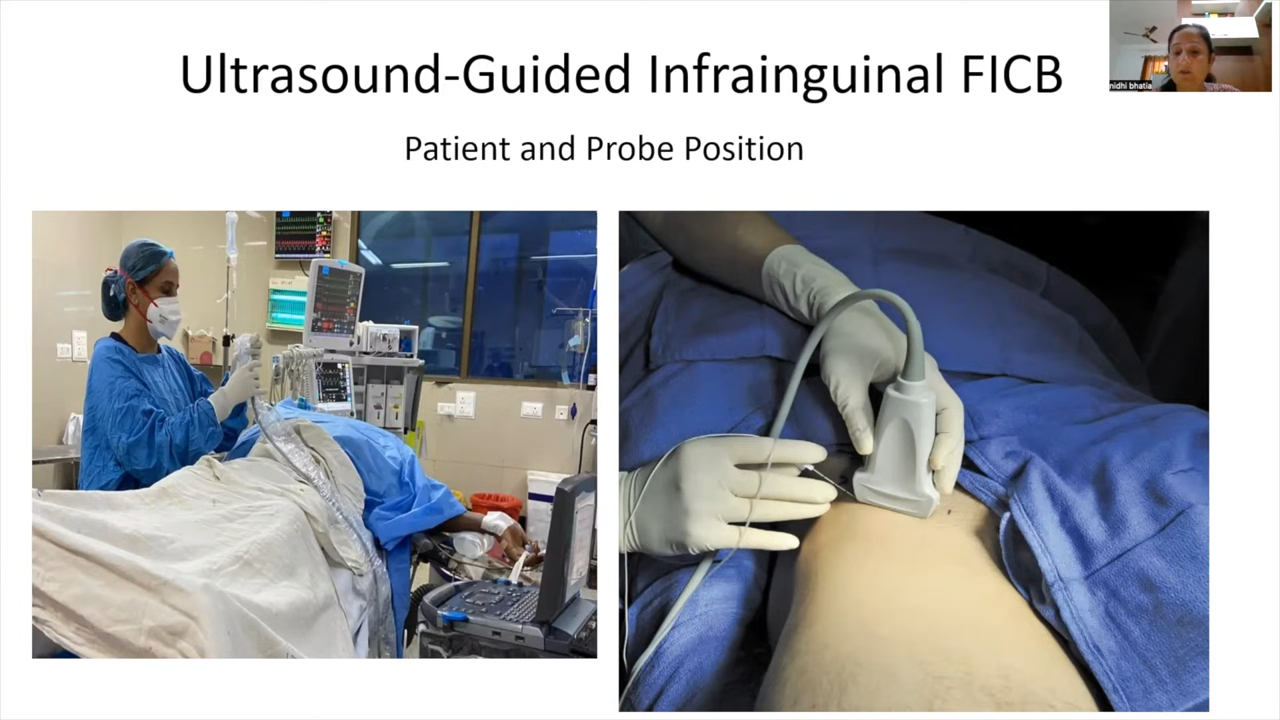 Ultrasound-Guided Infrainguinal FICB
nidhi bhatia
Patient and Probe Position